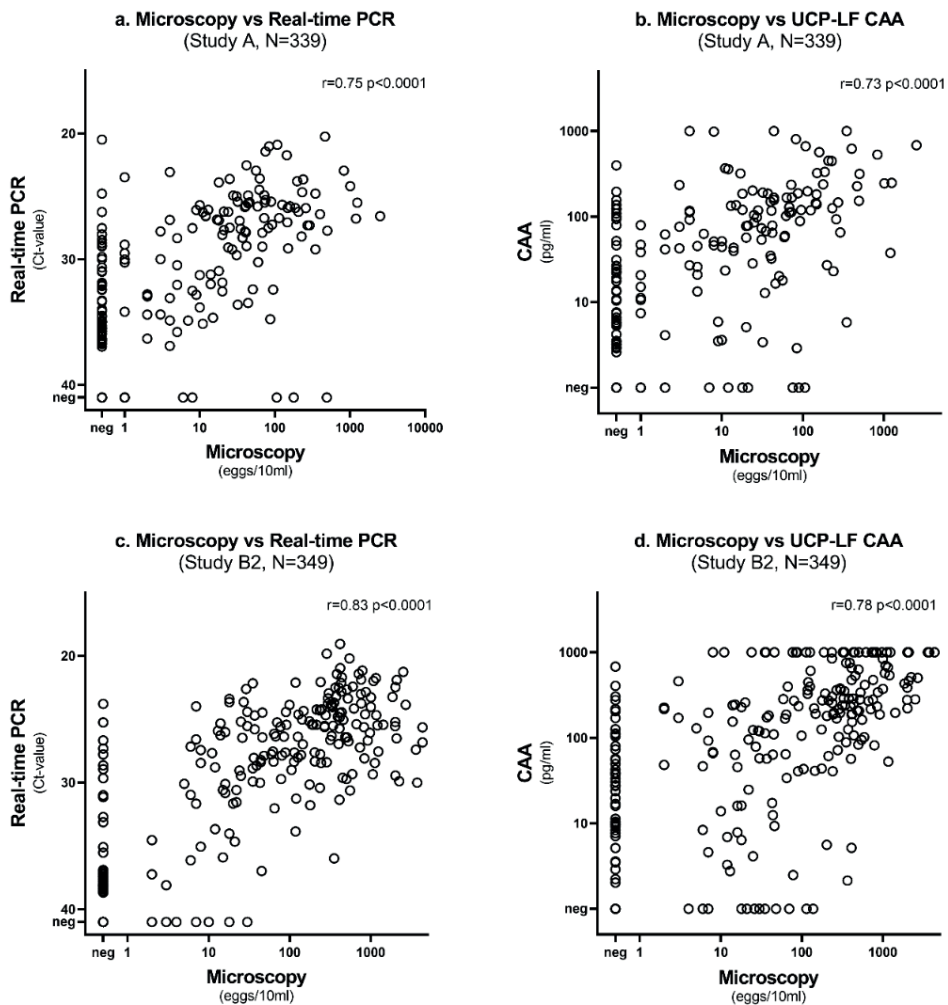 a. Microscopy vs Real-time PCR
(Study A, N=339)
r=0.75 p<0.0001
Real-time PCR
(Ct-value)
20
30
40
neg
neg 1 10 100 1000 10000
Microscopy
(eggs/10ml)
b. Microscopy vs UCP-LF CAA
(Study A, N=339)
r=0.73 p<0.0001
CAA
(pg/ml)
1000
100
10
neg
neg 1 10 100 1000
Microscopy
(eggs/10ml)
c. Microscopy vs Real-time PCR
(Study B2, N=349)
r=0.83 p<0.0001
Real-time PCR
(Ct-value)
20
30
40
neg
neg 1 10 100 1000
Microscopy
(eggs/10ml)
d. Microscopy vs UCP-LF CAA
(Study B2, N=349)
r=0.78 p<0.0001
CAA
(pg/ml)
1000
100
10
neg
neg 1 10 100 1000
Microscopy
(eggs/10ml)